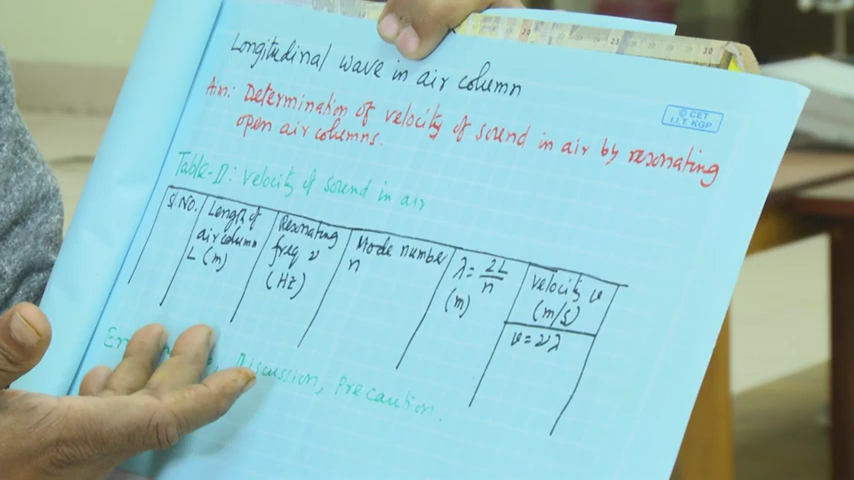 Longitudinal wave in air column
Aim: Determination of velocity of sound in air by resonating
open air columns.
© CET
I.I.T. KGP
Table-II: Velocity of sound in air
Sl. No.
Length of
air column
L (m)
Resonating
freq ν
(Hz)
Mode number
n
λ = 2L/n
(m)
Velocity v
(m/s)
v = νλ
Discussion, Precaution.